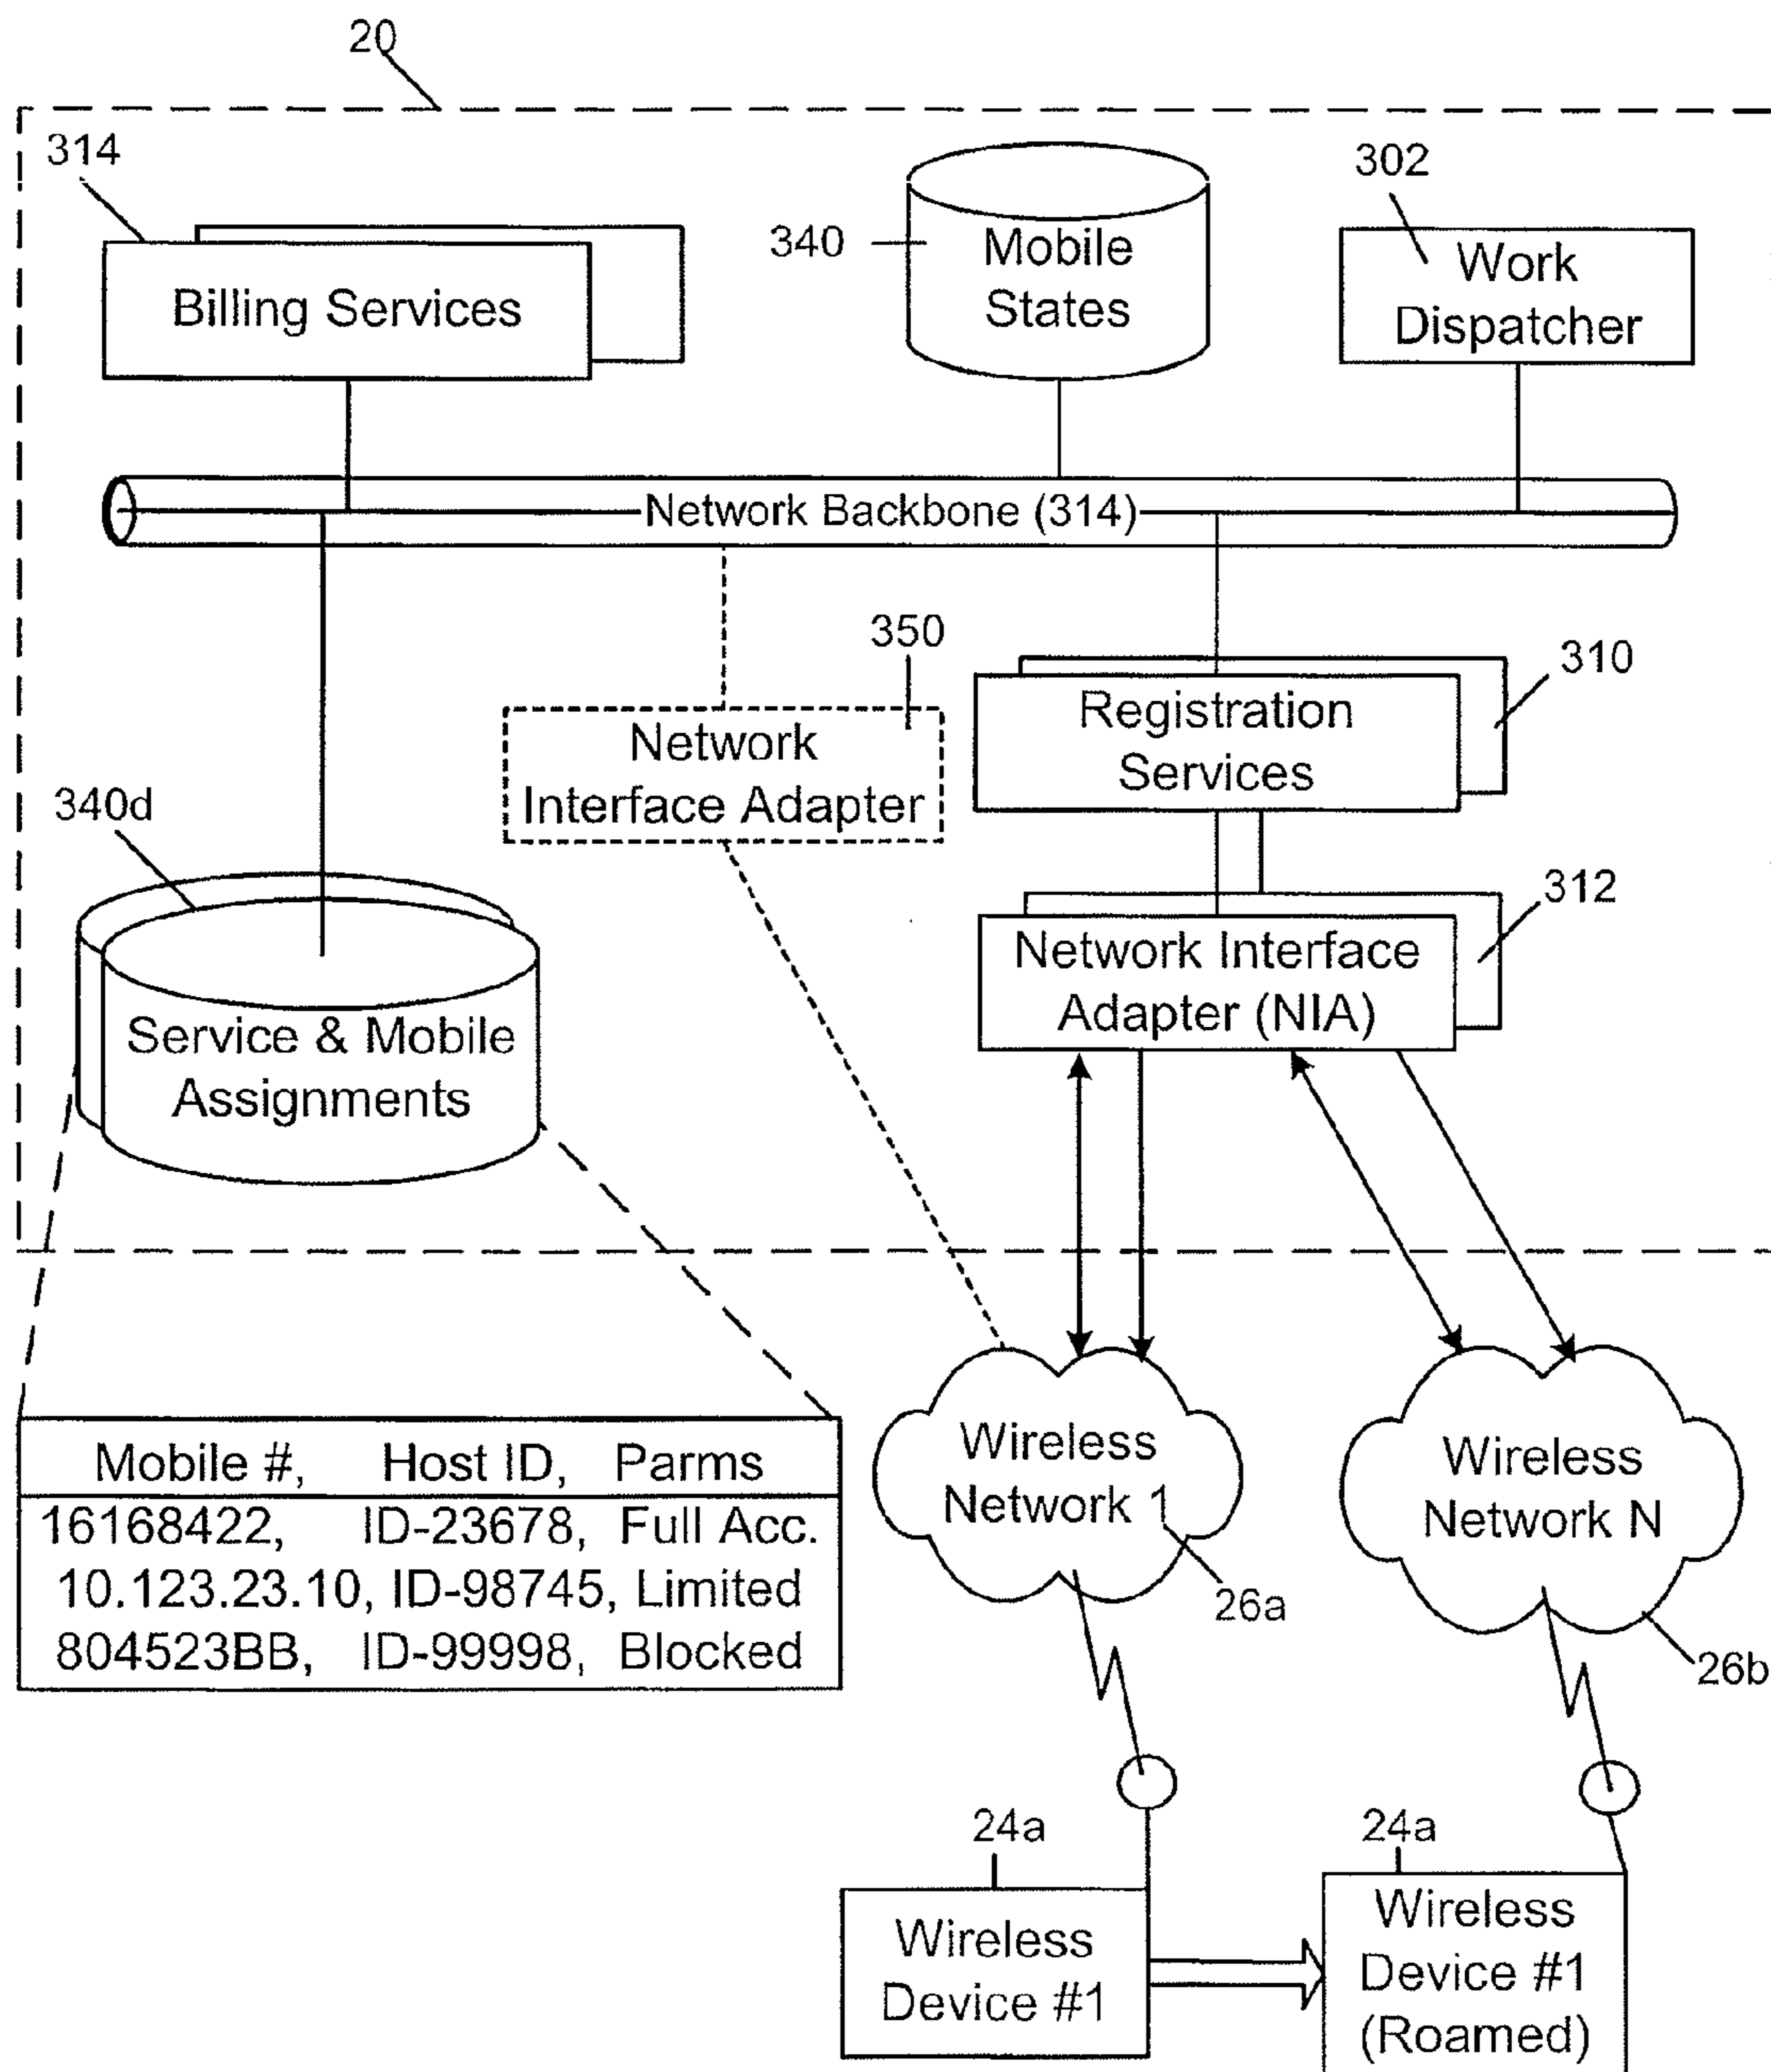 20
314
340
302
Billing Services
Mobile
States
Work
Dispatcher
Network Backbone (314)
350
310
Network
Interface Adapter
Registration
Services
340d
312
Network Interface
Adapter (NIA)
Service & Mobile
Assignments
Mobile #, Host ID, Parms
16168422, ID-23678, Full Acc.
10.123.23.10, ID-98745, Limited
804523BB, ID-99998, Blocked
Wireless
Network 1
26a
Wireless
Network N
26b
24a
24a
Wireless
Device #1
Wireless
Device #1
(Roamed)